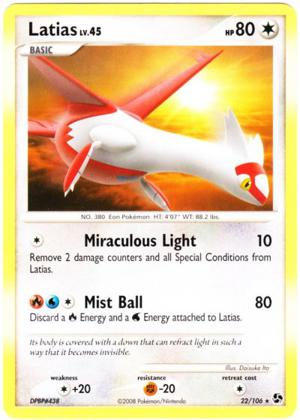 Latias LV.45
HP 80
BASIC
NO. 380 Eon Pokémon HT: 4'07" WT: 88.2 lbs.
Miraculous Light 10
Remove 2 damage counters and all Special Conditions from
Latias.
Mist Ball 80
Discard a Energy and a Energy attached to Latias.
Its body is covered with a down that can refract light in such a
way that it becomes invisible.
Illus. Daisuke Ito
weakness resistance retreat cost
+20 -20
DPBP#438 ©2008 Pokémon/Nintendo 22/106 ★